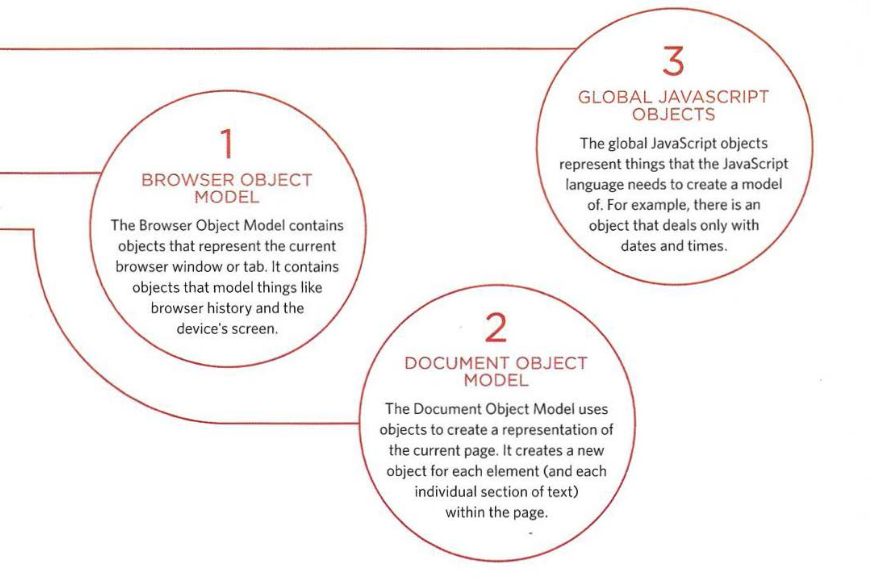 1
BROWSER OBJECT
MODEL
The Browser Object Model contains
objects that represent the current
browser window or tab. It contains
objects that model things like
browser history and the
device's screen.
2
DOCUMENT OBJECT
MODEL
The Document Object Model uses
objects to create a representation of
the current page. It creates a new
object for each element (and each
individual section of text)
within the page.
3
GLOBAL JAVASCRIPT
OBJECTS
The global JavaScript objects
represent things that the JavaScript
language needs to create a model
of. For example, there is an
object that deals only with
dates and times.